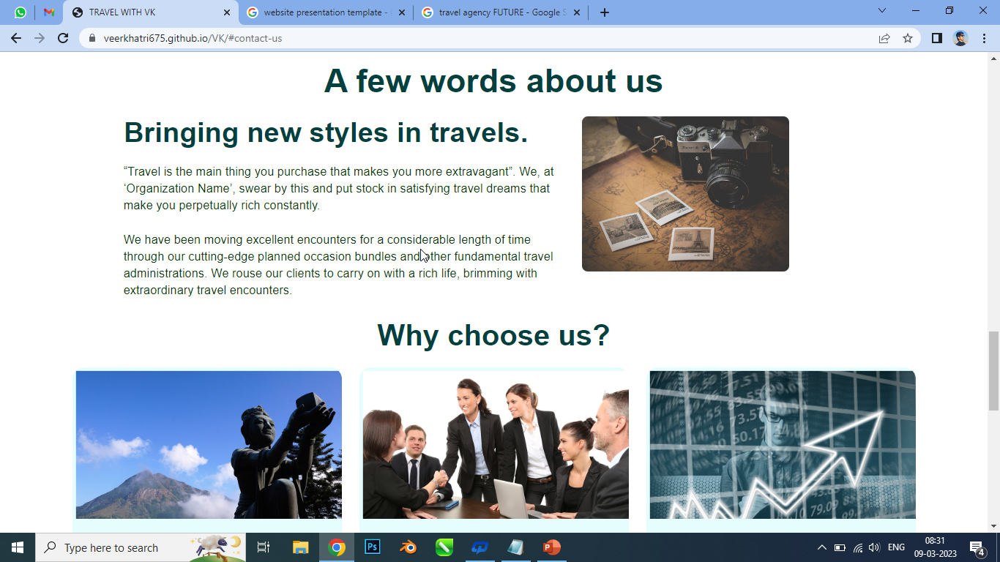 TRAVEL WITH VK
website presentation template -
travel agency FUTURE - Google S
veerkhatri675.github.io/VK/#contact-us
A few words about us
Bringing new styles in travels.
“Travel is the main thing you purchase that makes you more extravagant”. We, at
‘Organization Name’, swear by this and put stock in satisfying travel dreams that
make you perpetually rich constantly.
We have been moving excellent encounters for a considerable length of time
through our cutting-edge planned occasion bundles and other fundamental travel
administrations. We rouse our clients to carry on with a rich life, brimming with
extraordinary travel encounters.
Why choose us?
Type here to search
Ps
ENG
08:31
09-03-2023
4